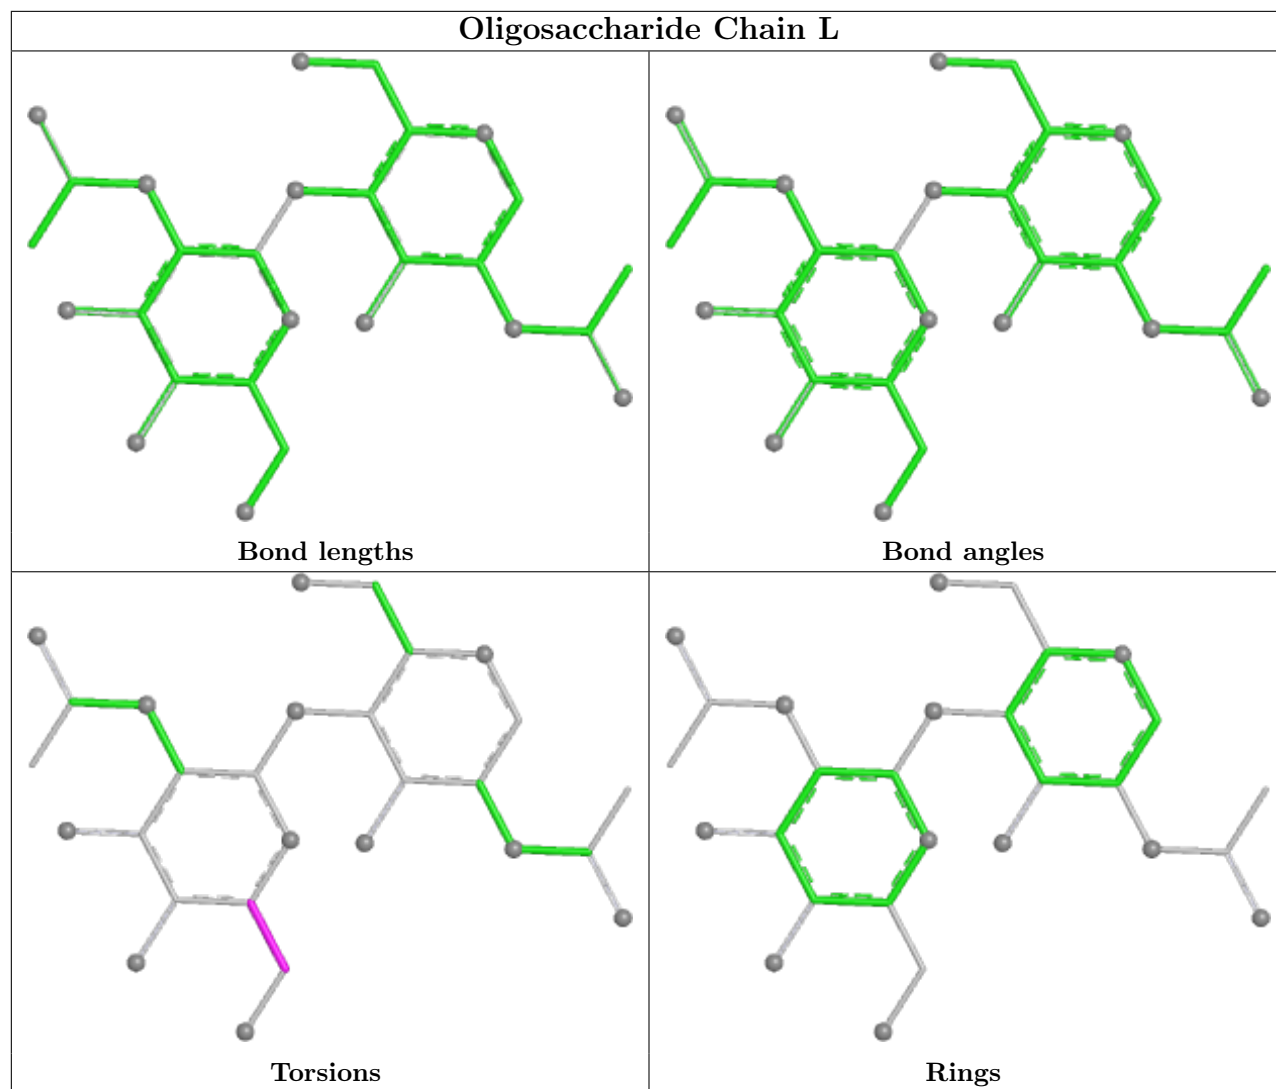 Oligosaccharide Chain L
Bond lengths
Bond angles
Torsions
Rings